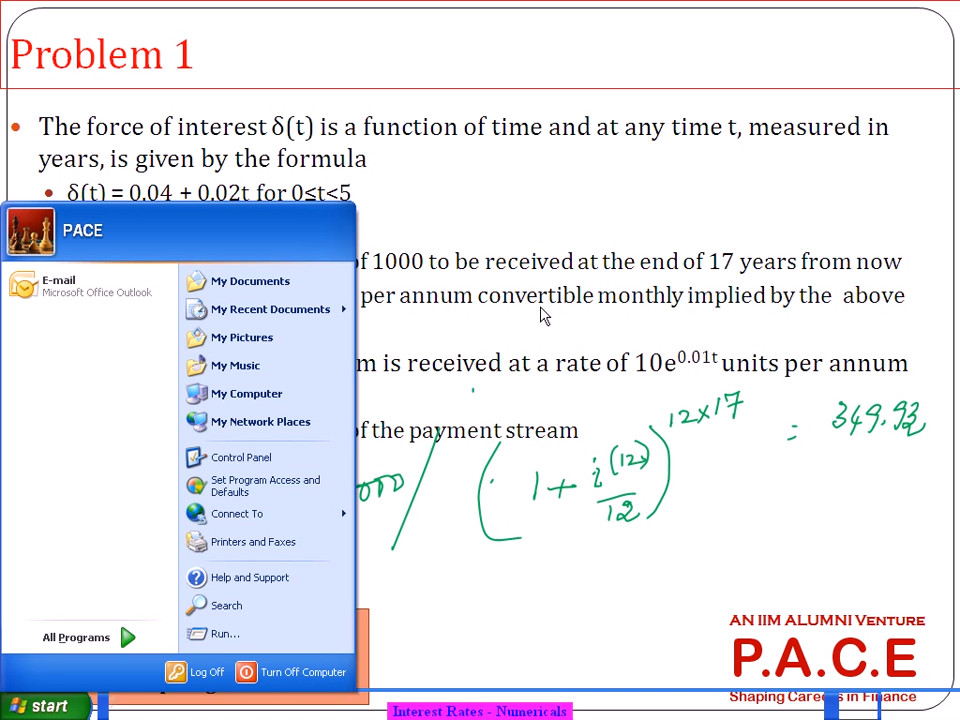 Problem 1
• The force of interest δ(t) is a function of time and at any time t, measured in
years, is given by the formula
• δ(t) = 0.04 + 0.02t for 0≤t<5
of 1000 to be received at the end of 17 years from now
per annum convertible monthly implied by the above
is received at a rate of 10e^0.01t units per annum
of the payment stream
/ (1 + i^(12)/12)^12×17 = 349.93
PACE
E-mail
Microsoft Office Outlook
My Documents
My Recent Documents
My Pictures
My Music
My Computer
My Network Places
Control Panel
Set Program Access and
Defaults
Connect To
Printers and Faxes
Help and Support
Search
Run...
All Programs
Log Off
Turn Off Computer
start
AN IIM ALUMNI VENTURE
P.A.C.E
Shaping Careers in Finance
Interest Rates - Numericals